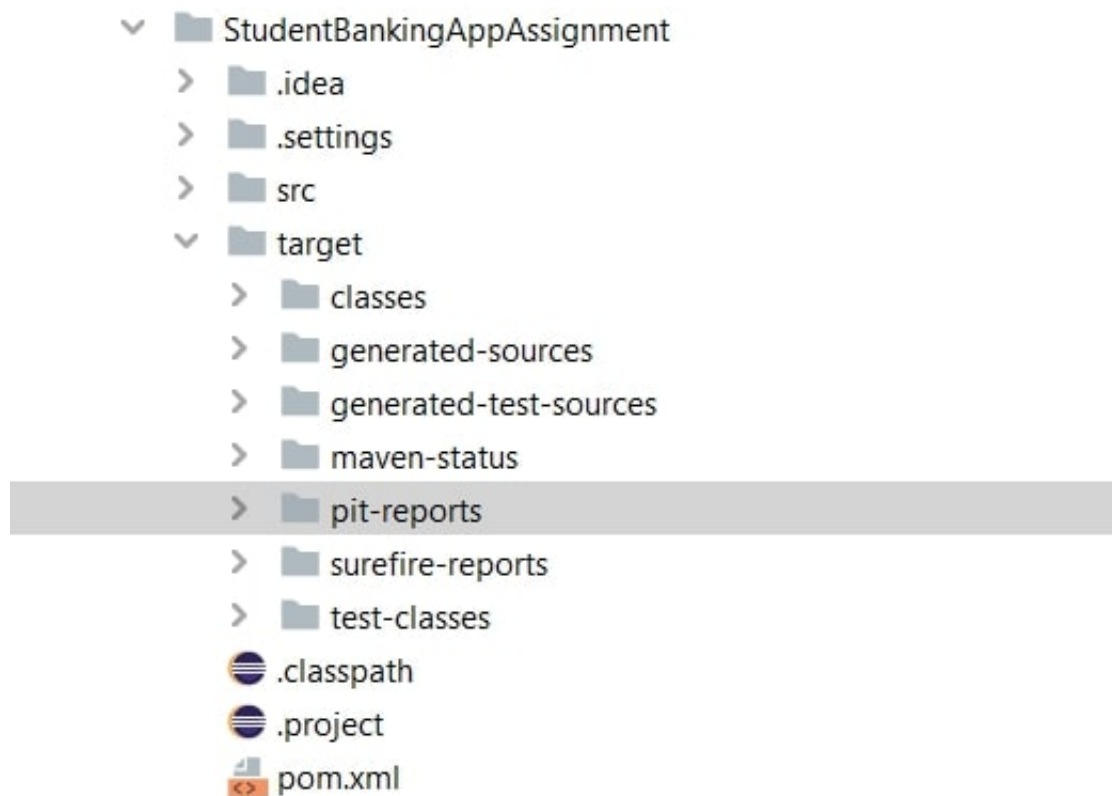 StudentBankingAppAssignment
.idea
.settings
src
target
classes
generated-sources
generated-test-sources
maven-status
pit-reports
surefire-reports
test-classes
.classpath
.project
pom.xml